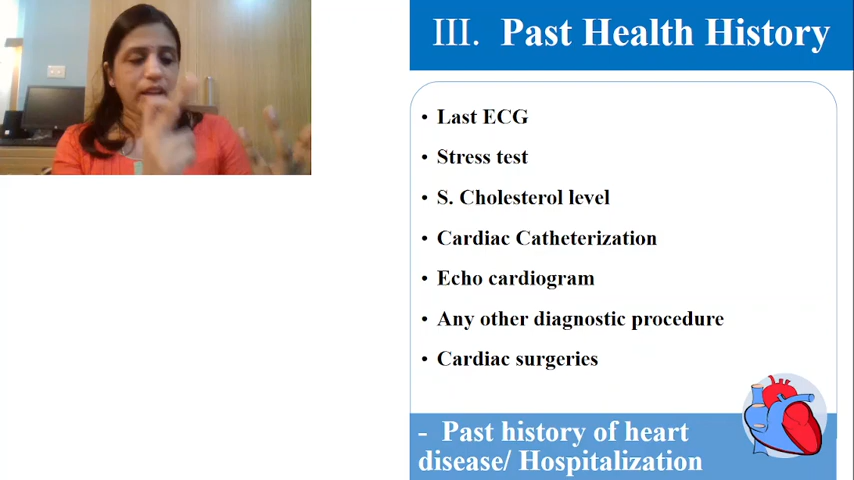 III. Past Health History
• Last ECG
• Stress test
• S. Cholesterol level
• Cardiac Catheterization
• Echo cardiogram
• Any other diagnostic procedure
• Cardiac surgeries
- Past history of heart
disease/ Hospitalization